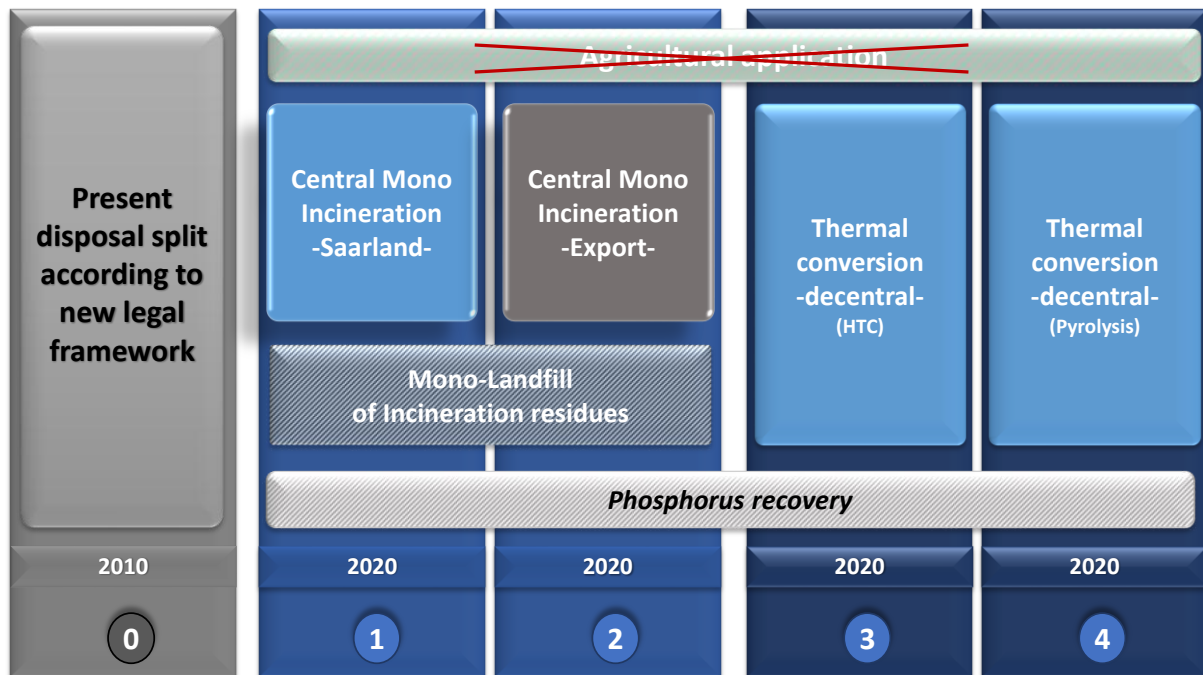 Agricultural application
Present
disposal split
according to
new legal
framework
Central Mono
Incineration
-Saarland-
Central Mono
Incineration
-Export-
Thermal
conversion
-decentral-
(HTC)
Thermal
conversion
-decentral-
(Pyrolysis)
Mono-Landfill
of Incineration residues
Phosphorus recovery
2010
2020
2020
2020
2020
0
1
2
3
4